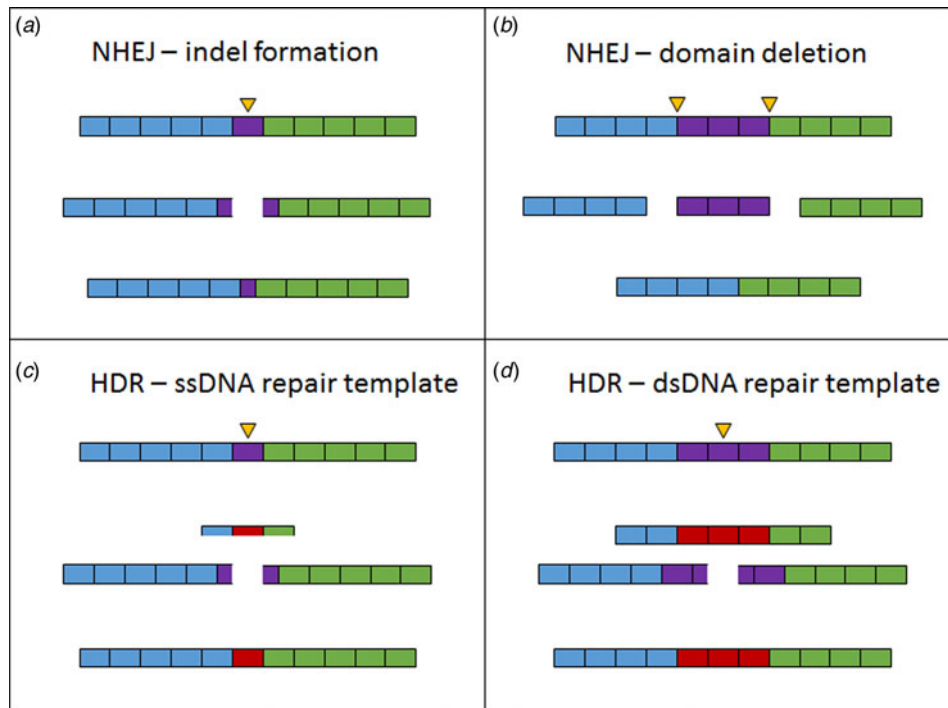 (a)
NHEJ – indel formation
(b)
NHEJ – domain deletion
(c)
HDR – ssDNA repair template
(d)
HDR – dsDNA repair template